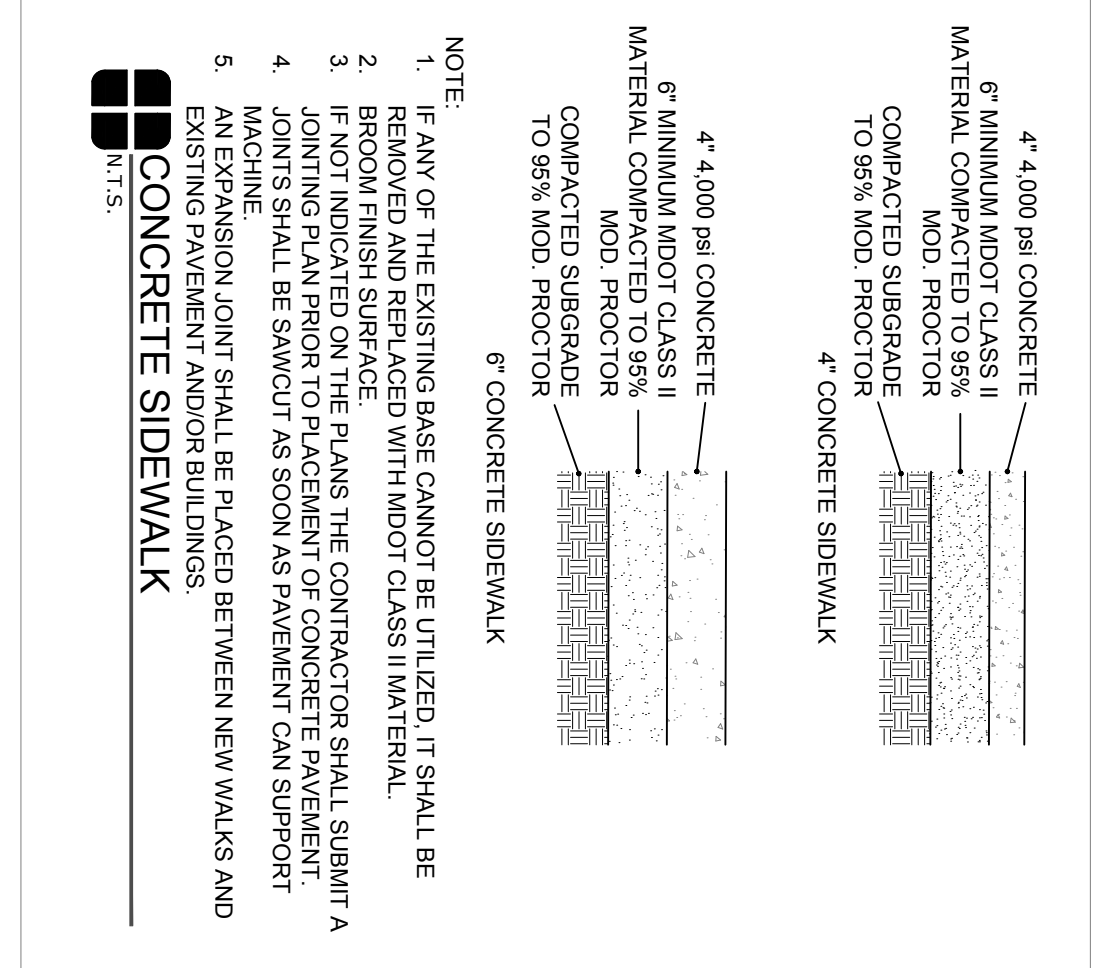 4" 4,000 psi CONCRETE
6" MINIMUM MDOT CLASS II
MATERIAL COMPACTED TO 95%
MOD. PROCTOR
COMPACTED SUBGRADE
TO 95% MOD. PROCTOR
4" CONCRETE SIDEWALK
4" 4,000 psi CONCRETE
6" MINIMUM MDOT CLASS II
MATERIAL COMPACTED TO 95%
MOD. PROCTOR
COMPACTED SUBGRADE
TO 95% MOD. PROCTOR
6" CONCRETE SIDEWALK
NOTE:
1. IF ANY OF THE EXISTING BASE CANNOT BE UTILIZED, IT SHALL BE
REMOVED AND REPLACED WITH MDOT CLASS II MATERIAL.
2. BROOM FINISH SURFACE.
3. IF NOT INDICATED ON THE PLANS THE CONTRACTOR SHALL SUBMIT A
JOINTING PLAN PRIOR TO PLACEMENT OF CONCRETE PAVEMENT.
4. JOINTS SHALL BE SAWCUT AS SOON AS PAVEMENT CAN SUPPORT
MACHINE.
5. AN EXPANSION JOINT SHALL BE PLACED BETWEEN NEW WALKS AND
EXISTING PAVEMENT AND/OR BUILDINGS.
CONCRETE SIDEWALK
N.T.S.